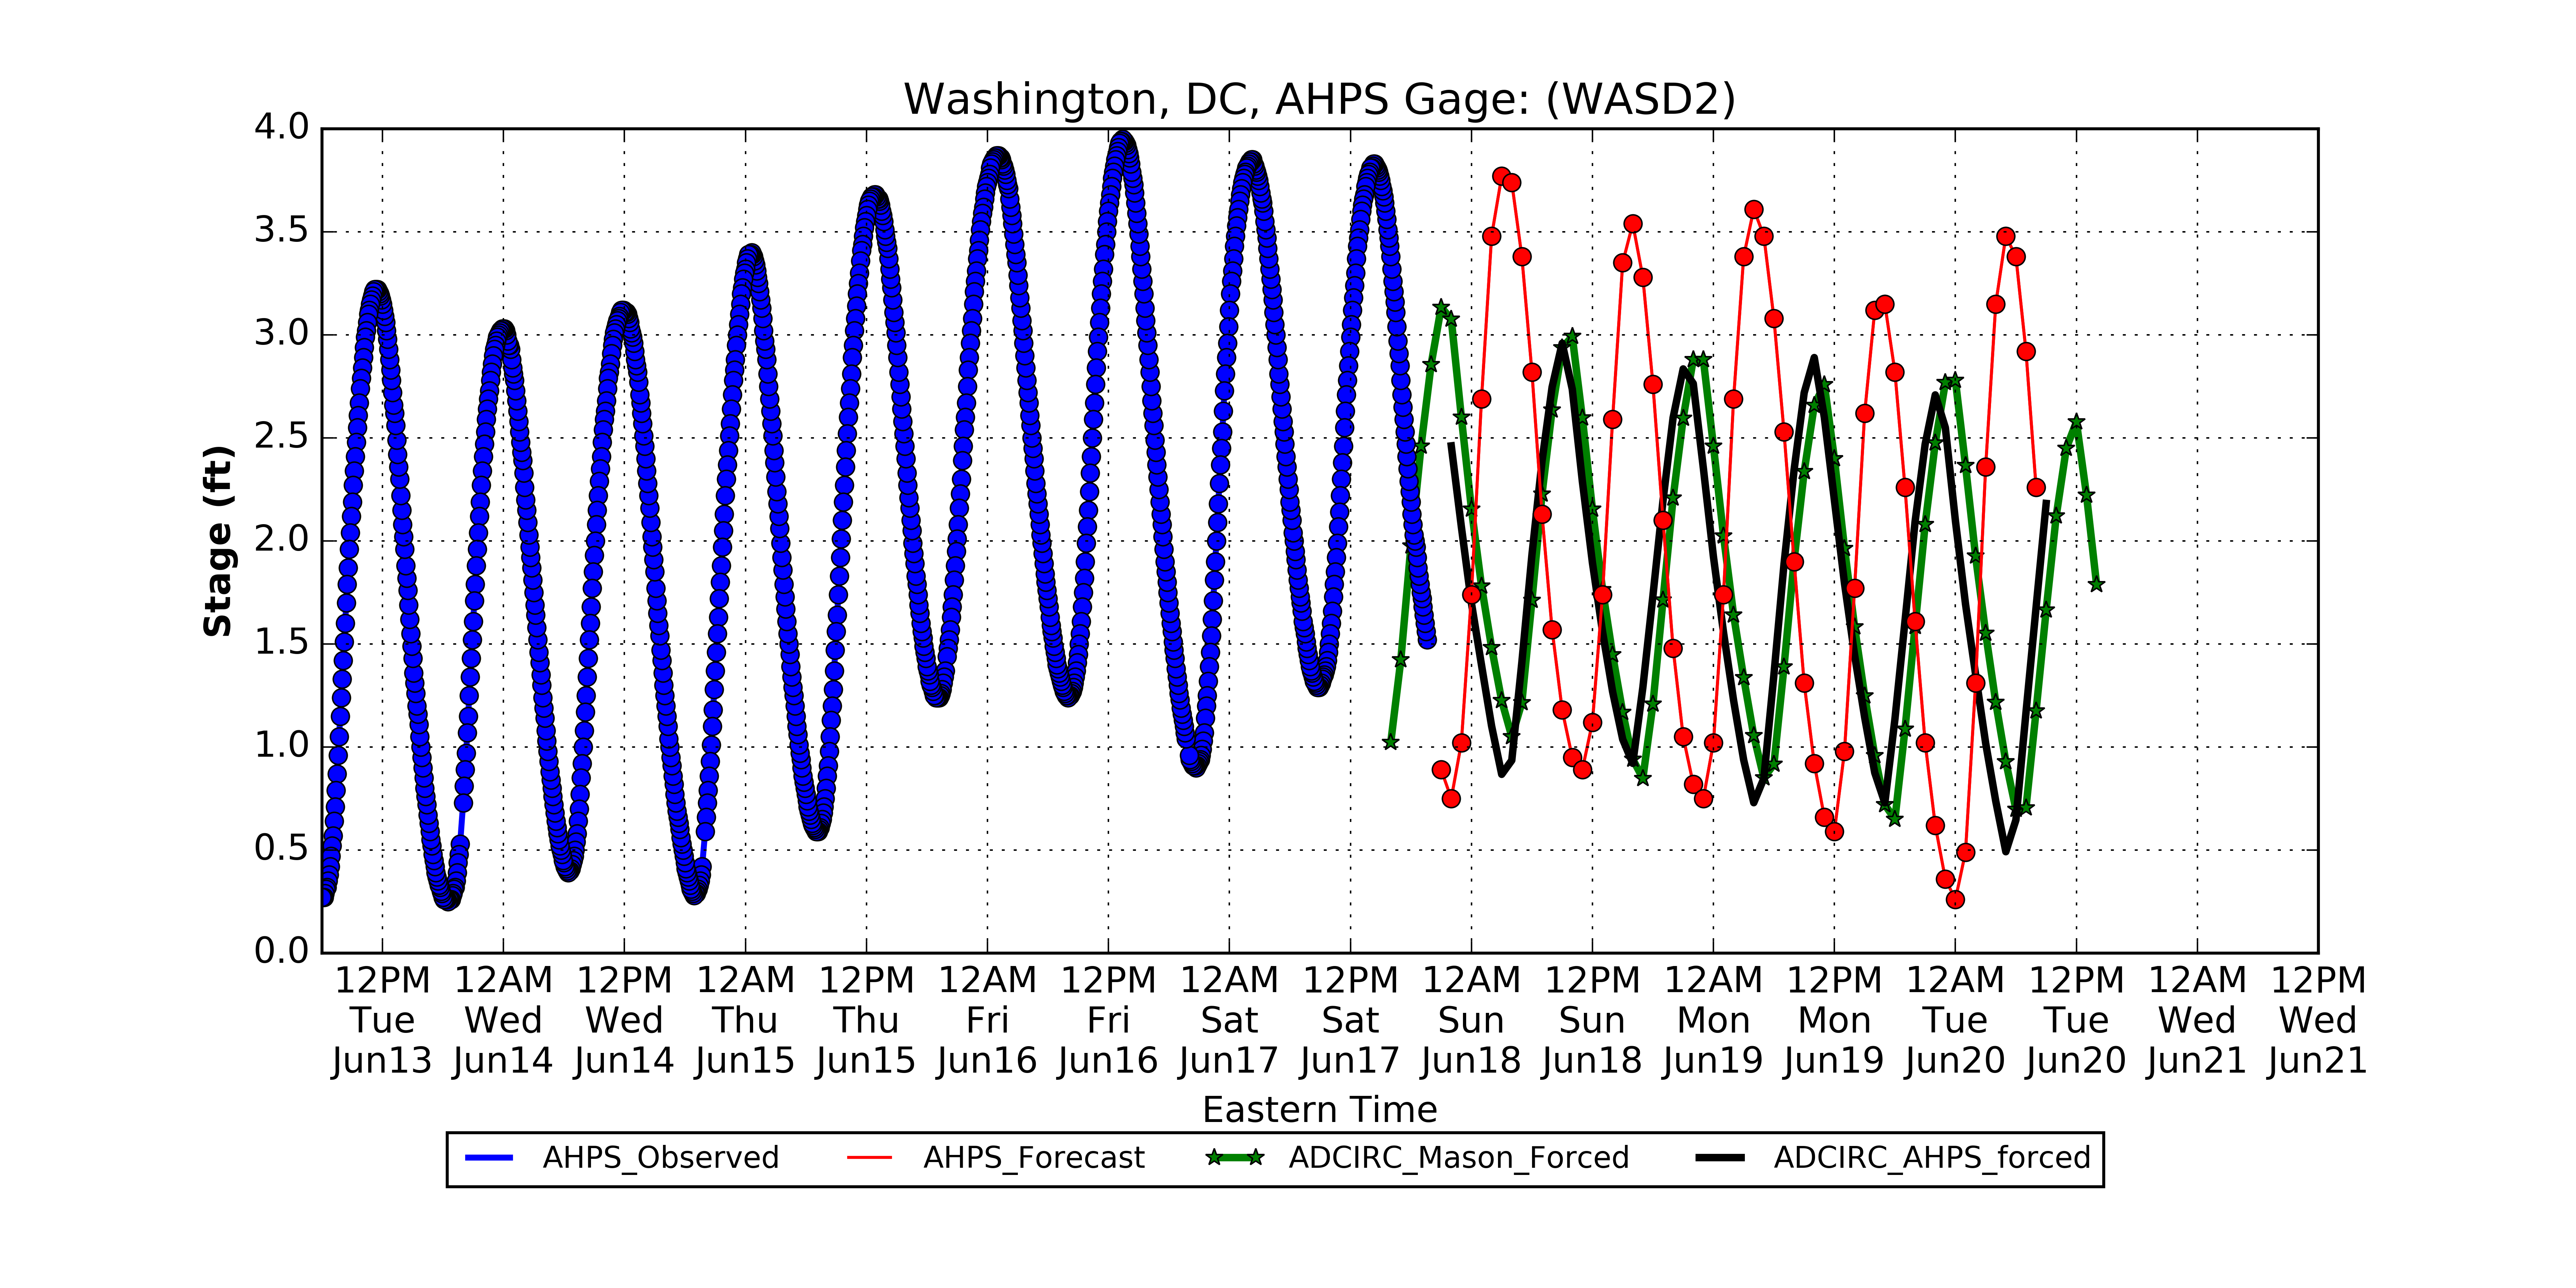 Washington, DC, AHPS Gage: (WASD2)
4.0
3.5
3.0
2.5
2.0
1.5
1.0
0.5
0.0
Stage (ft)
12PM 12AM 12PM 12AM 12PM 12AM 12PM 12AM 12PM 12AM 12PM 12AM 12PM 12AM 12PM 12AM 12PM
Tue Wed Wed Thu Thu Fri Fri Sat Sat Sun Sun Mon Mon Tue Tue Wed Wed
Jun13 Jun14 Jun14 Jun15 Jun15 Jun16 Jun16 Jun17 Jun17 Jun18 Jun18 Jun19 Jun19 Jun20 Jun20 Jun21 Jun21
Eastern Time
AHPS_Observed AHPS_Forecast ADCIRC_Mason_Forced ADCIRC_AHPS_forced